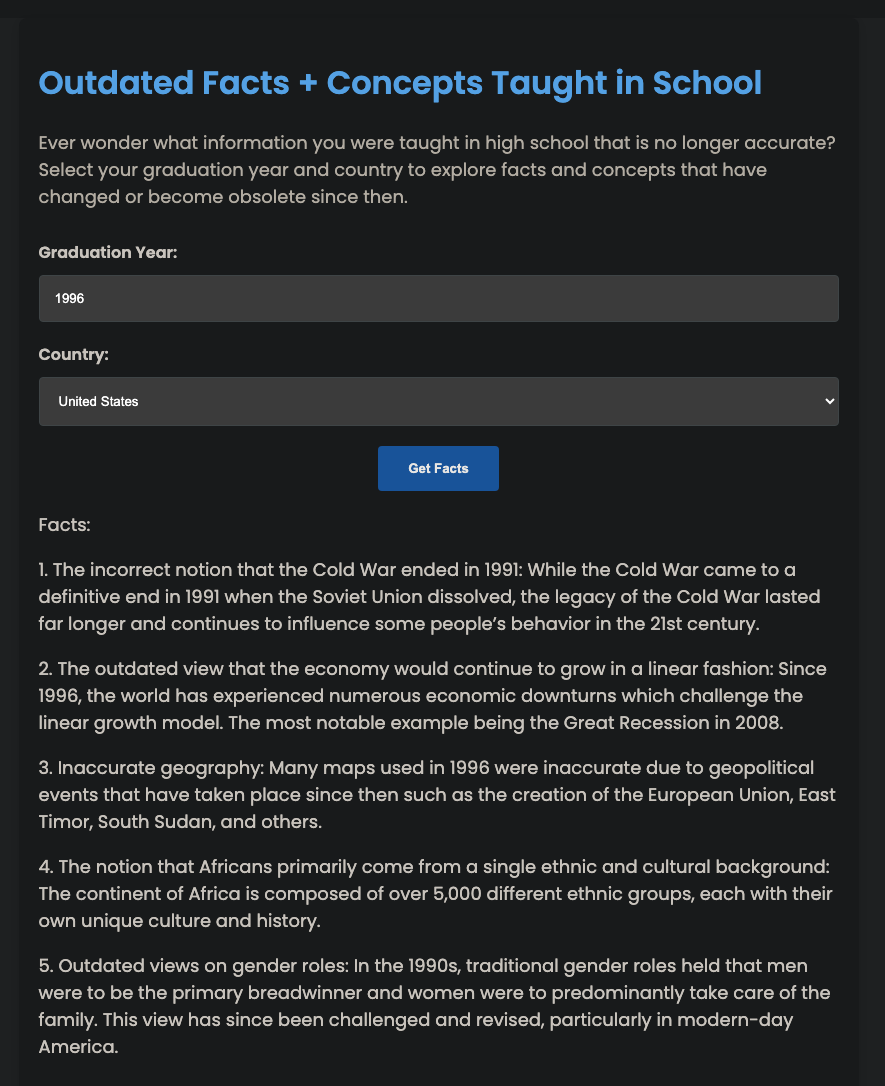 Outdated Facts + Concepts Taught in School
Ever wonder what information you were taught in high school that is no longer accurate?
Select your graduation year and country to explore facts and concepts that have
changed or become obsolete since then.
Graduation Year:
1996
Country:
United States
Get Facts
Facts:
1. The incorrect notion that the Cold War ended in 1991: While the Cold War came to a
definitive end in 1991 when the Soviet Union dissolved, the legacy of the Cold War lasted
far longer and continues to influence some people’s behavior in the 21st century.
2. The outdated view that the economy would continue to grow in a linear fashion: Since
1996, the world has experienced numerous economic downturns which challenge the
linear growth model. The most notable example being the Great Recession in 2008.
3. Inaccurate geography: Many maps used in 1996 were inaccurate due to geopolitical
events that have taken place since then such as the creation of the European Union, East
Timor, South Sudan, and others.
4. The notion that Africans primarily come from a single ethnic and cultural background:
The continent of Africa is composed of over 5,000 different ethnic groups, each with their
own unique culture and history.
5. Outdated views on gender roles: In the 1990s, traditional gender roles held that men
were to be the primary breadwinner and women were to predominantly take care of the
family. This view has since been challenged and revised, particularly in modern-day
America.